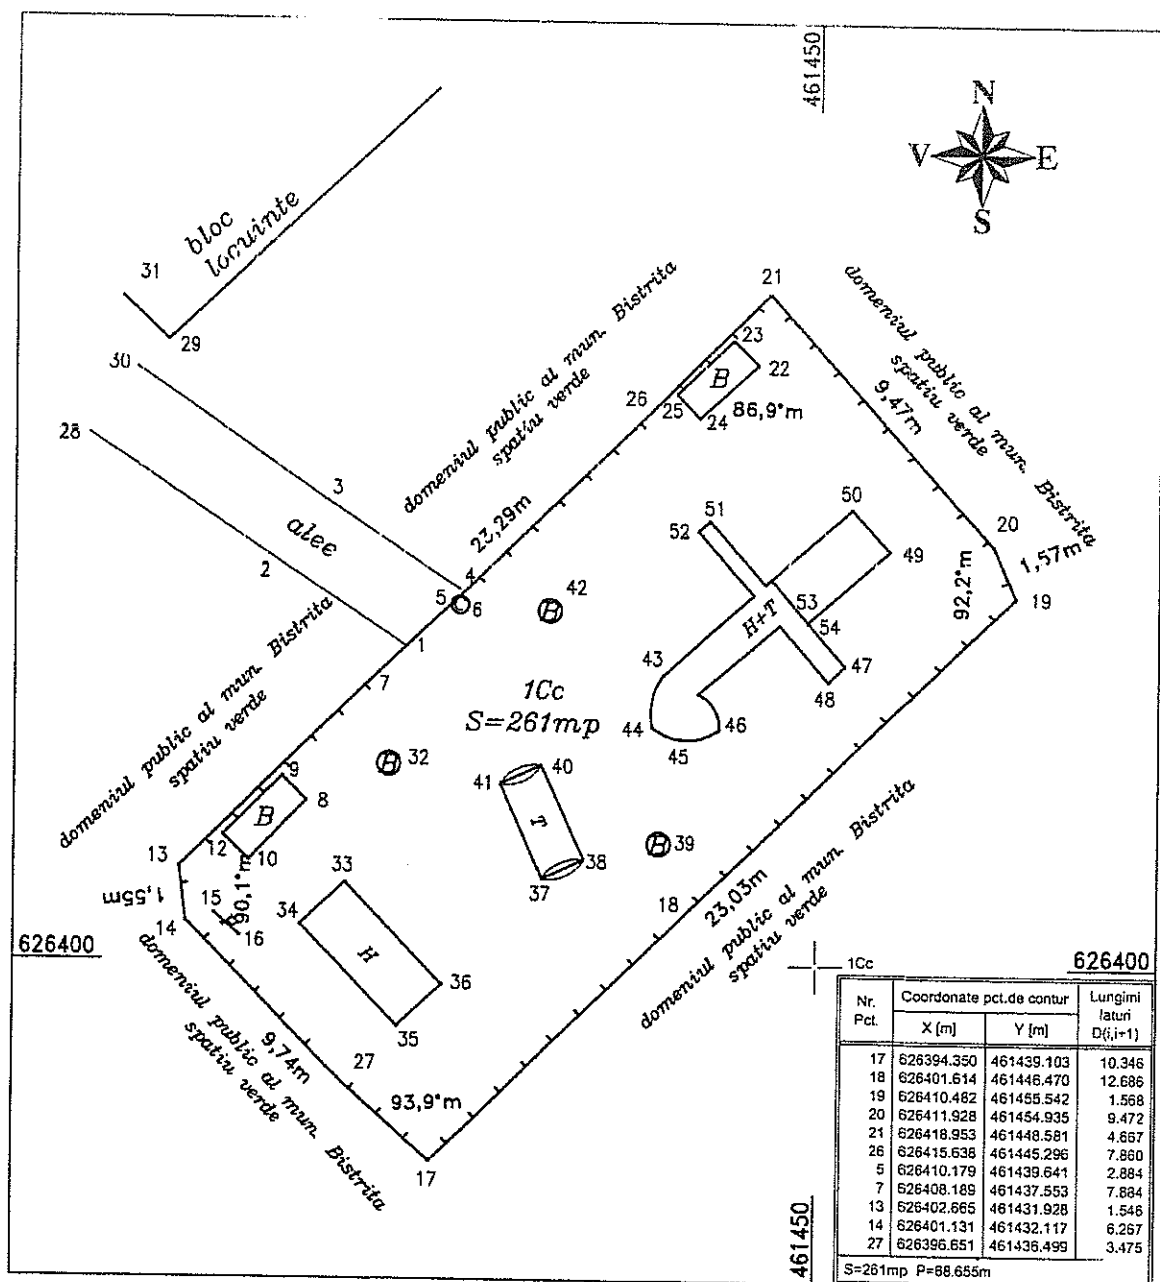 461450
N
V E
S
bloc
locuinte
31
29
30
28
3
alee
2
domeniul public al mun. Bistrita
spatiu verde
23,29m
21
23
B
22
26
25
24
86,9°m
domeniul public al mun. Bistrita
spatiu verde
9,47m
20
1,57m
92,2°m
19
4
5
6
1
7
B
42
51
52
50
49
53
H+T
54
47
48
43
44
45
46
1Cc
S=261mp
domeniul public al mun. Bistrita
spatiu verde
B
32
9
8
B
12
10
13
1,55m
15
90,1°m
14
16
41
40
T
37
38
B
39
33
34
H
36
35
18
23,03m
domeniul public al mun. Bistrita
spatiu verde
626400
domeniul public al mun. Bistrita
spatiu verde
9,74m
27
93,9°m
17
626400
461450
1Cc
Nr. Pct. Coordonate pct.de contur Lungimi laturi
X [m] Y [m] D(i,i+1)
17 626394.350 461439.103 10.346
18 626401.614 461446.470 12.686
19 626410.482 461455.542 1.568
20 626411.928 461454.935 9.472
21 626418.953 461448.581 4.667
26 626415.638 461445.296 7.860
5 626410.179 461439.641 2.884
7 626408.189 461437.553 7.884
13 626402.665 461431.928 1.546
14 626401.131 461432.117 6.267
27 626396.651 461436.499 3.475
S=261mp P=68.655m